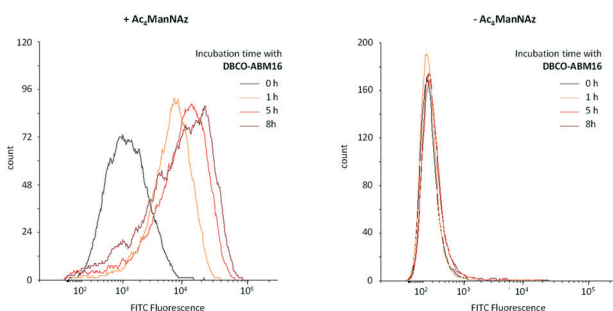 + Ac₄ManNAz
Incubation time with
DBCO-ABM16
0 h
1 h
5 h
8h
count
120
96
72
48
24
0
10²
10³
10⁴
10⁵
FITC Fluorescence
- Ac₄ManNAz
Incubation time with
DBCO-ABM16
0 h
1 h
5 h
8h
count
200
160
120
80
40
0
10²
10³
10⁴
10⁵
FITC Fluorescence